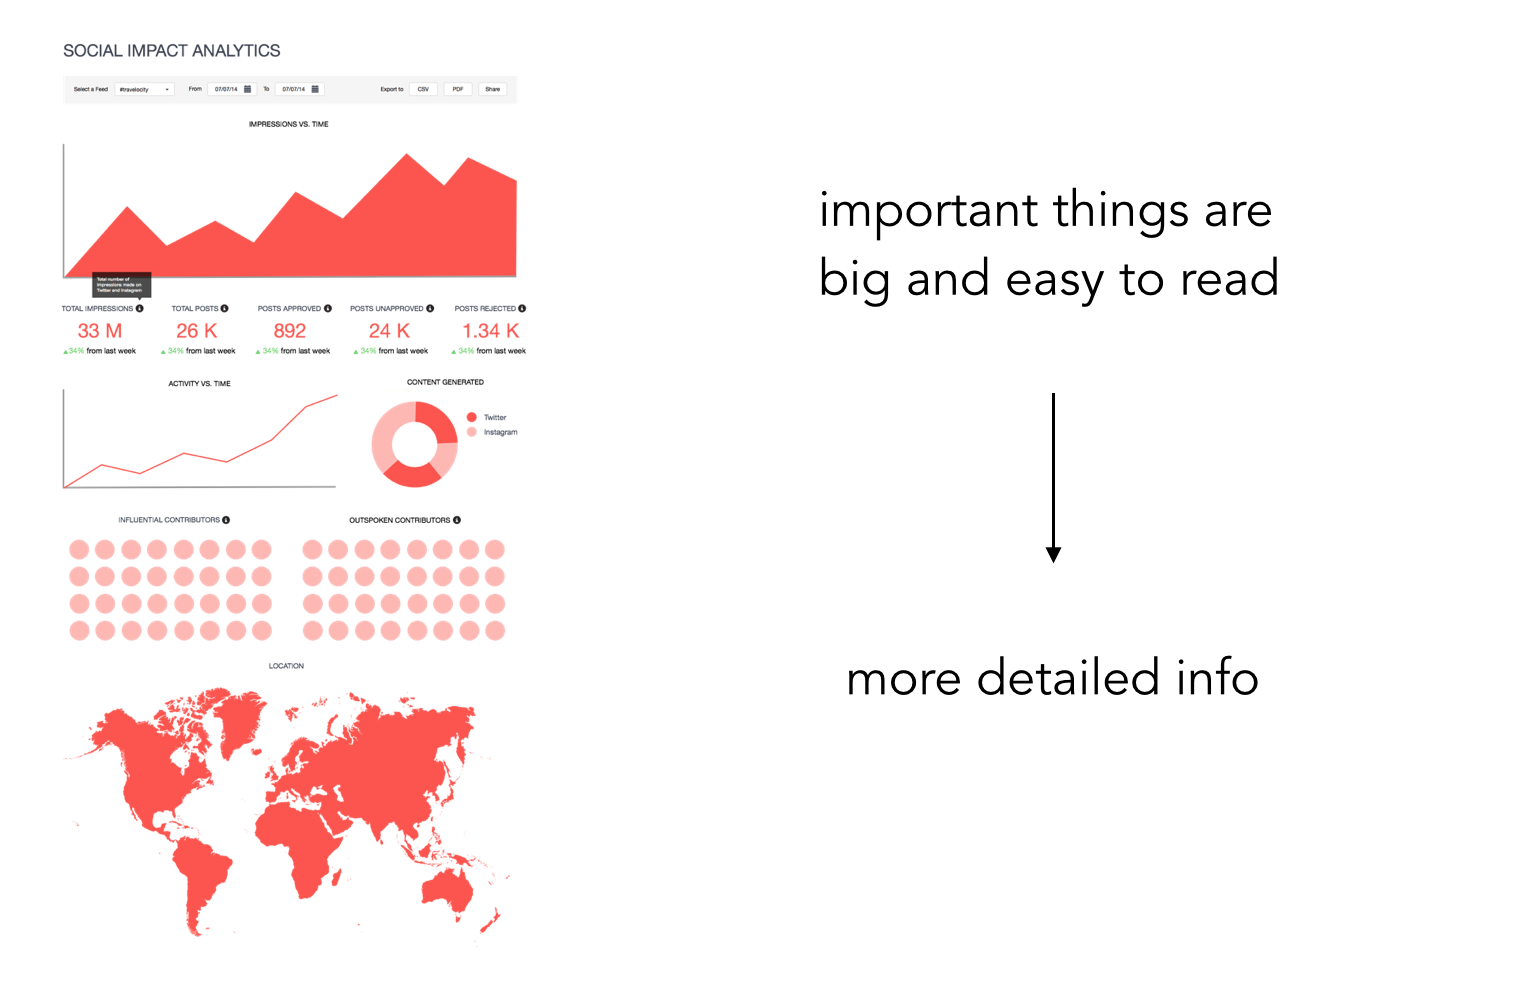 SOCIAL IMPACT ANALYTICS
Select a Feed #travelocity From 07/07/14 To 07/07/14 Export to CSV PDF Share
IMPRESSIONS VS. TIME
Total number of
impressions made on
Twitter and Instagram
TOTAL IMPRESSIONS TOTAL POSTS POSTS APPROVED POSTS UNAPPROVED POSTS REJECTED
33 M 26 K 892 24 K 1.34 K
34% from last week 34% from last week 34% from last week 34% from last week 34% from last week
ACTIVITY VS. TIME
CONTENT GENERATED
Twitter
Instagram
INFLUENTIAL CONTRIBUTORS OUTSPOKEN CONTRIBUTORS
LOCATION
important things are
big and easy to read
more detailed info